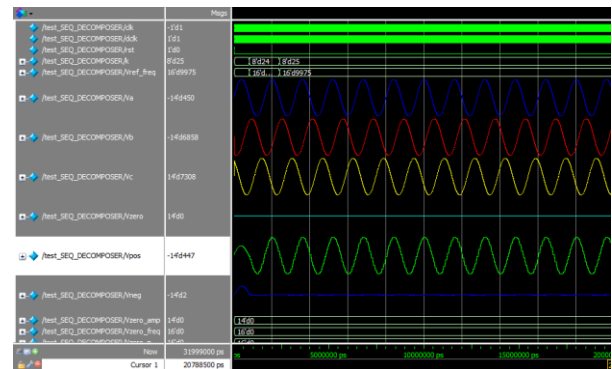 Msgs
/test_SEQ_DECOMPOSER/clk -1'd1
/test_SEQ_DECOMPOSER/dclk 1'd1
/test_SEQ_DECOMPOSER/rst 1'd0
/test_SEQ_DECOMPOSER/k 8'd25 8'd24 8'd25
/test_SEQ_DECOMPOSER/Vref_freq 16'd9975 16'd... 16'd9975
/test_SEQ_DECOMPOSER/Va -14'd450
/test_SEQ_DECOMPOSER/Vb -14'd6858
/test_SEQ_DECOMPOSER/Vc 14'd7308
/test_SEQ_DECOMPOSER/Vzero 14'd0
/test_SEQ_DECOMPOSER/Vpos -14'd447
/test_SEQ_DECOMPOSER/Vneg -14'd2
/test_SEQ_DECOMPOSER/Vzero_amp 14'd0 14'd0
/test_SEQ_DECOMPOSER/Vzero_freq 16'd0 16'd0
Now 31999000 ps ps 5000000 ps 10000000 ps 15000000 ps 20000
Cursor 1 20788500 ps